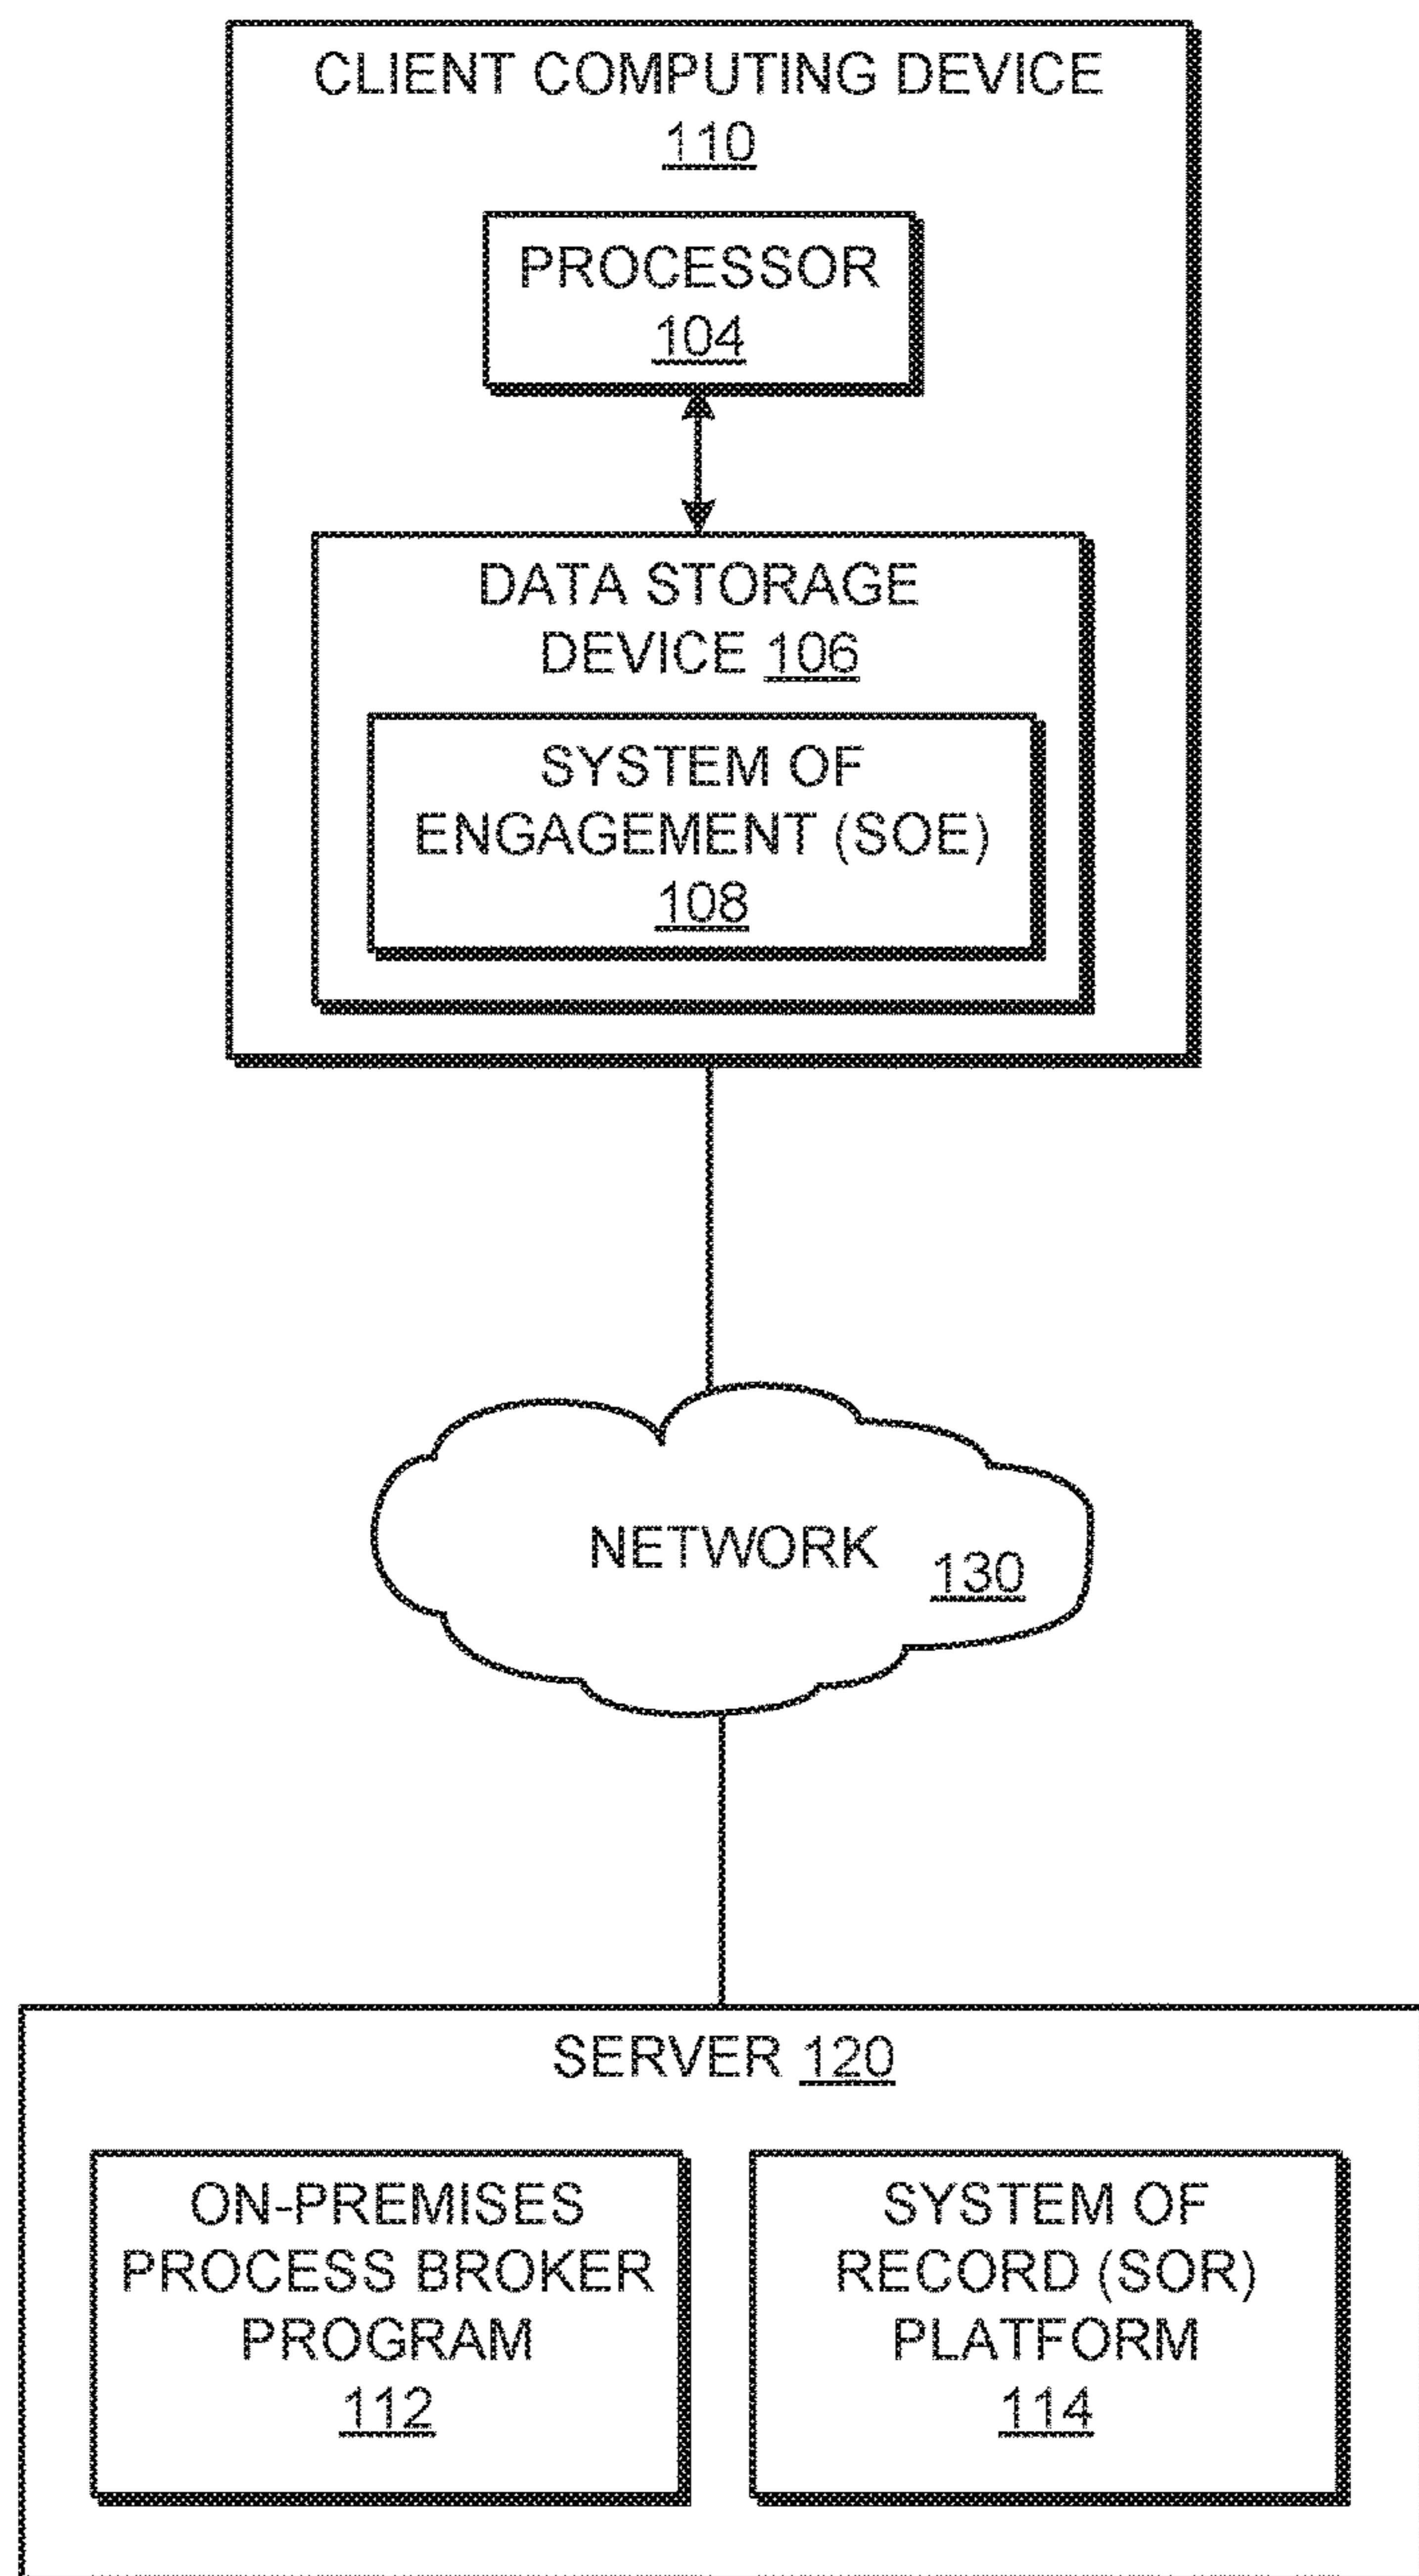 CLIENT COMPUTING DEVICE
110
PROCESSOR
104
DATA STORAGE
DEVICE 106
SYSTEM OF
ENGAGEMENT (SOE)
108
NETWORK 130
SERVER 120
ON-PREMISES
PROCESS BROKER
PROGRAM
112
SYSTEM OF
RECORD (SOR)
PLATFORM
114